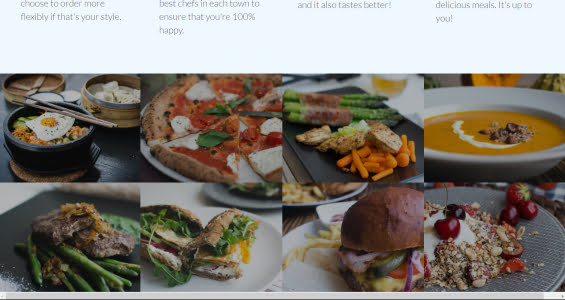 choose to order more
flexibly if that's your style.
best chefs in each town to
ensure that you're 100%
happy.
and it also tastes better!
delicious meals. It's up to
you!